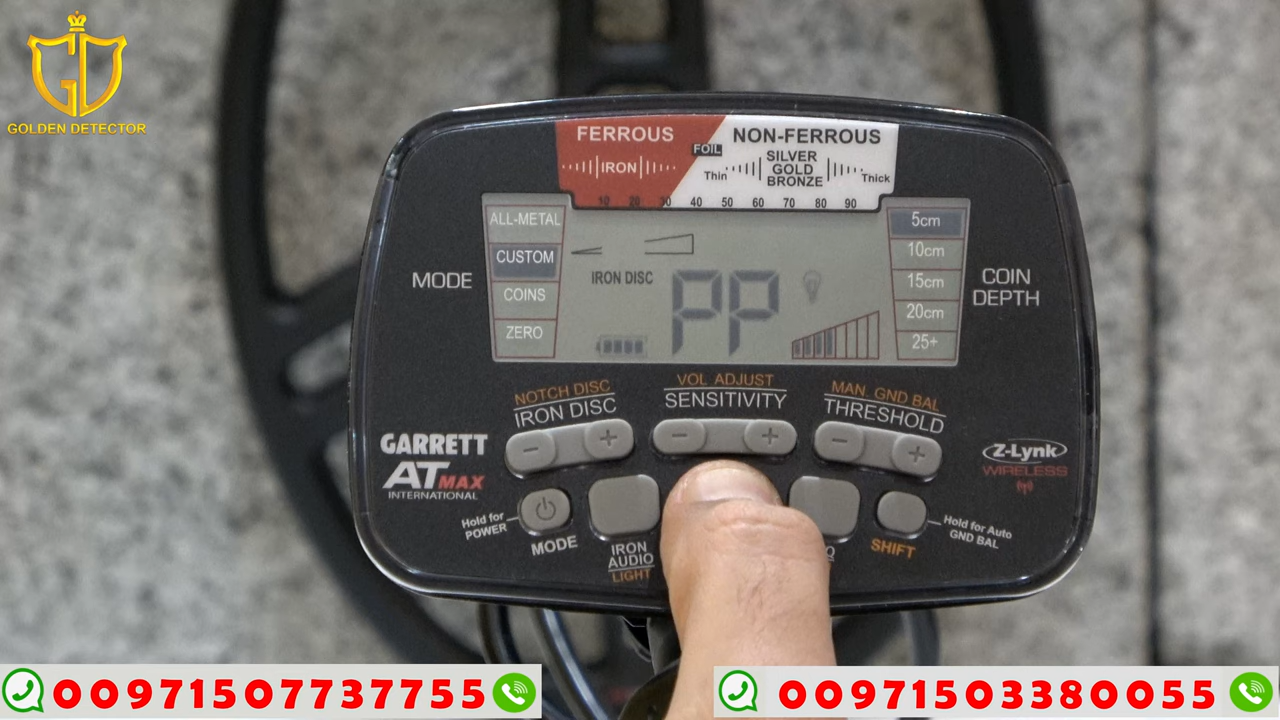 GOLDEN DETECTOR
FERROUS
NON-FERROUS
IRON
FOIL
Thin
SILVER
GOLD
BRONZE
Thick
10 20 30 40 50 60 70 80 90
MODE
ALL-METAL
CUSTOM
COINS
ZERO
IRON DISC
PP
5cm
10cm
15cm
20cm
25+
COIN
DEPTH
NOTCH DISC
IRON DISC
VOL ADJUST
SENSITIVITY
MAN. GND BAL
THRESHOLD
- +
- +
- +
GARRETT
AT MAX
INTERNATIONAL
Z-Lynk
WIRELESS
Hold for
POWER
MODE
IRON
AUDIO
LIGHT
SHIFT
Hold for Auto
GND BAL
00971507737755
00971503380055